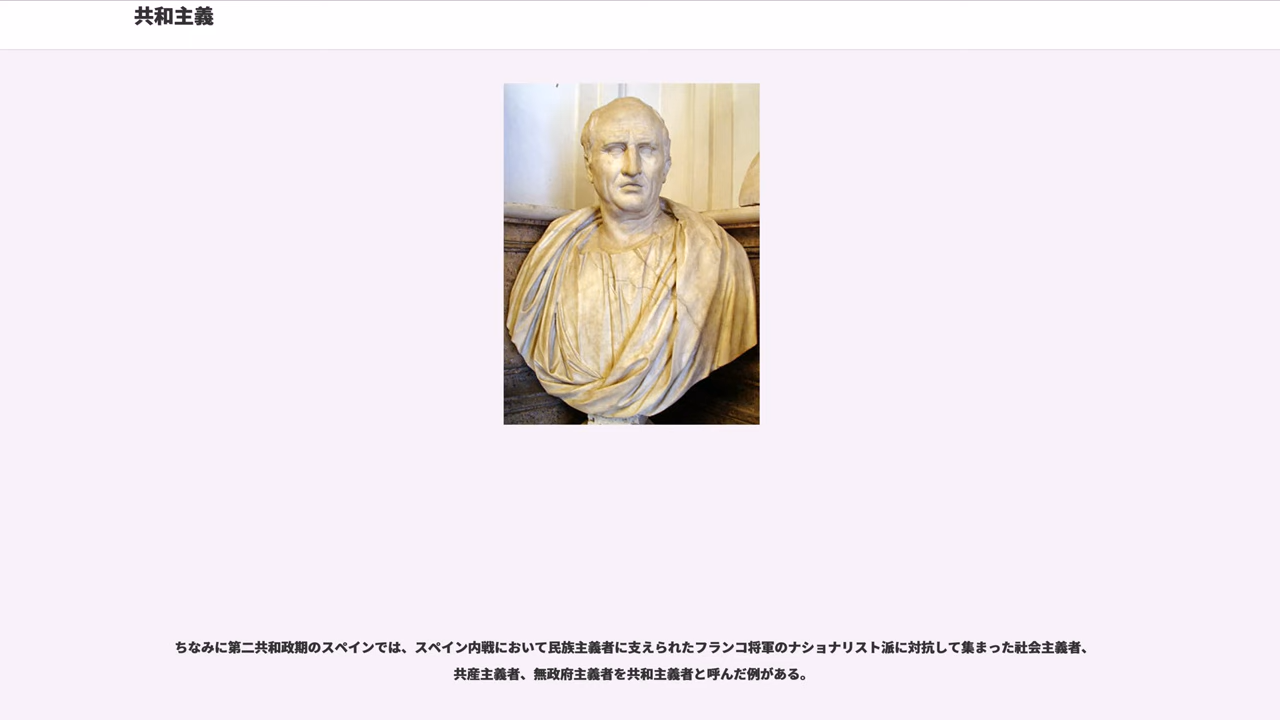 共和主義
ちなみに第二共和政期のスペインでは、スペイン内戦において民族主義者に支えられたフランコ将軍のナショナリスト派に対抗して集まった社会主義者、
共産主義者、無政府主義者を共和主義者と呼んだ例がある。